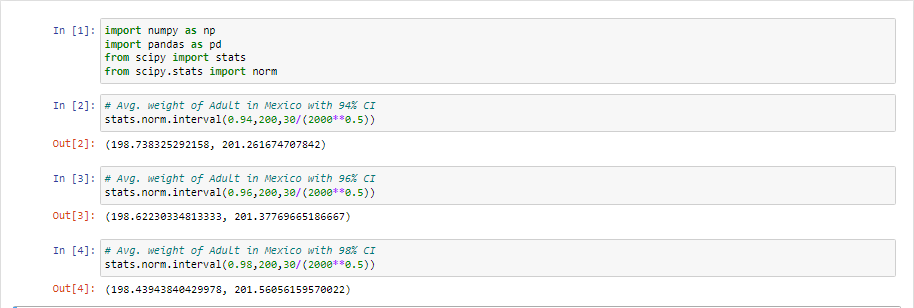 In [1]: import numpy as np
import pandas as pd
from scipy import stats
from scipy.stats import norm
In [2]: # Avg. weight of Adult in Mexico with 94% CI
stats.norm.interval(0.94,200,30/(2000**0.5))
Out[2]: (198.738325292158, 201.261674707842)
In [3]: # Avg. weight of Adult in Mexico with 96% CI
stats.norm.interval(0.96,200,30/(2000**0.5))
Out[3]: (198.62230334813333, 201.37769665186667)
In [4]: # Avg. weight of Adult in Mexico with 98% CI
stats.norm.interval(0.98,200,30/(2000**0.5))
Out[4]: (198.43943840429978, 201.56056159570022)